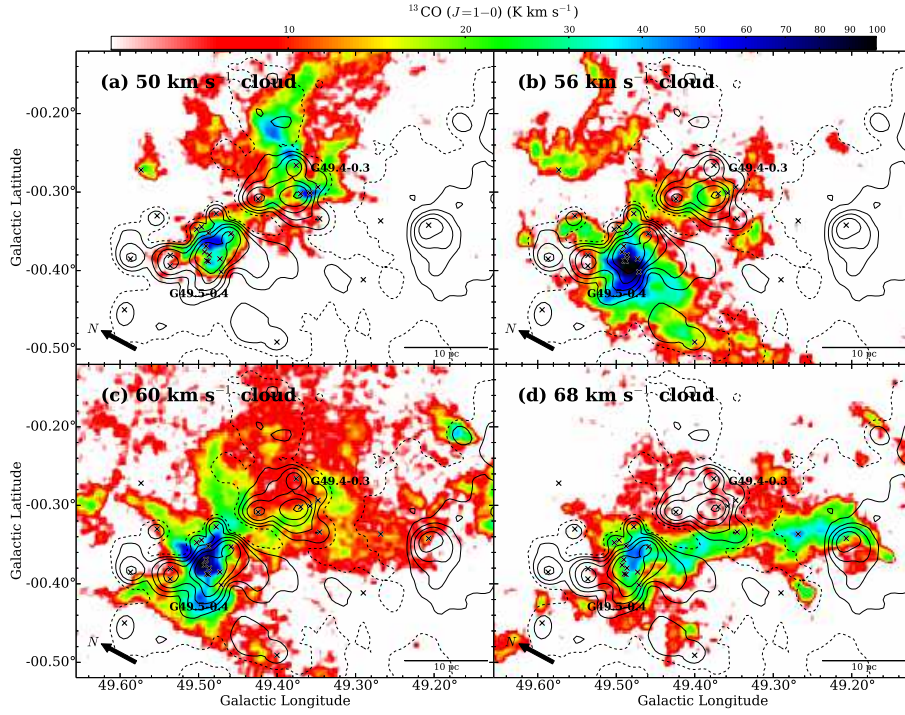 ¹³CO (J=1−0) (K km s⁻¹)
10 20 30 40 50 60 70 80 90 100
(a) 50 km s⁻¹ cloud
(b) 56 km s⁻¹ cloud
G49.4-0.3
G49.4-0.3
G49.5-0.4
G49.5-0.4
N
N
10 pc
10 pc
-00.20°
-00.30°
-00.40°
-00.50°
Galactic Latitude
(c) 60 km s⁻¹ cloud
(d) 68 km s⁻¹ cloud
G49.4-0.3
G49.4-0.3
G49.5-0.4
G49.5-0.4
N
N
10 pc
10 pc
-00.20°
-00.30°
-00.40°
-00.50°
Galactic Latitude
49.60° 49.50° 49.40° 49.30° 49.20°
49.60° 49.50° 49.40° 49.30° 49.20°
Galactic Longitude
Galactic Longitude